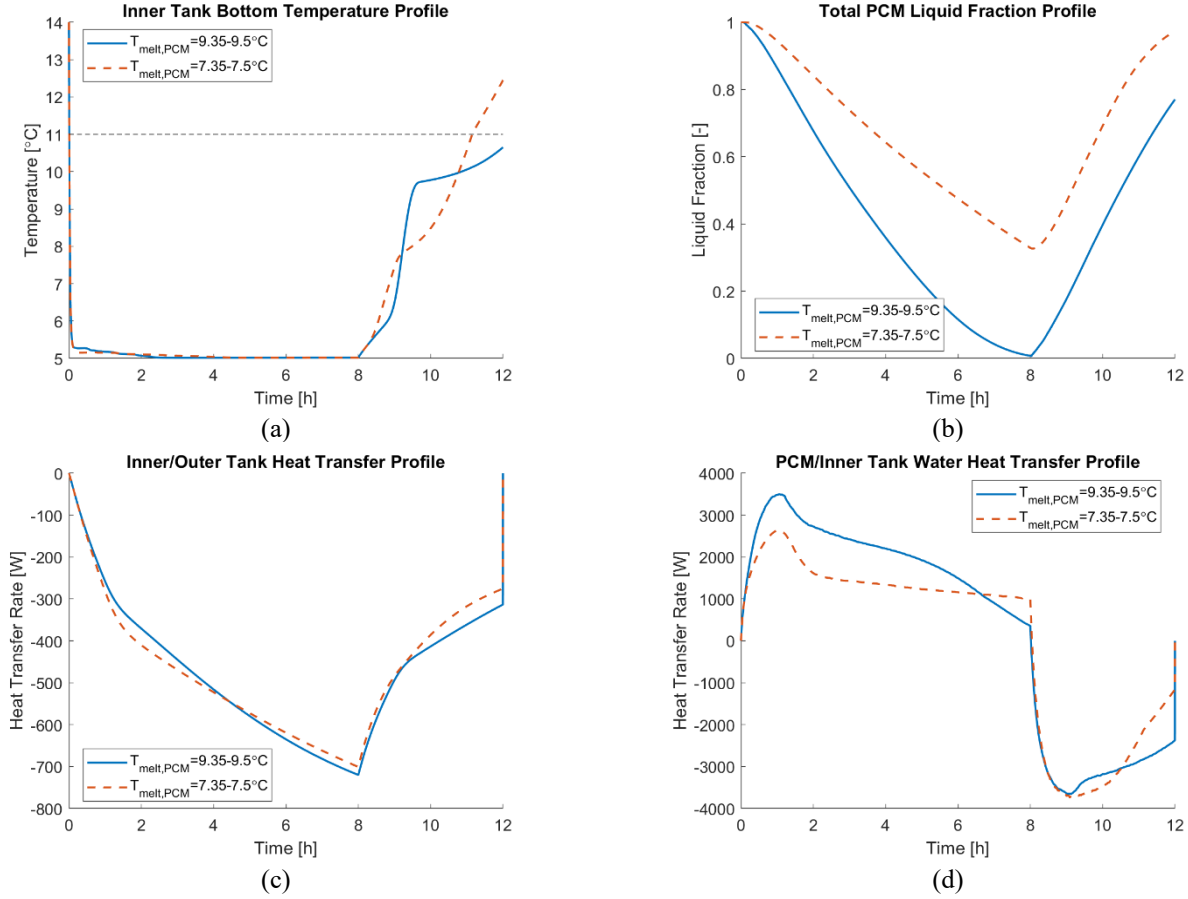 Inner Tank Bottom Temperature Profile
Temperature [°C]
14
13
12
11
10
9
8
7
6
5
T_melt,PCM=9.35-9.5°C
T_melt,PCM=7.35-7.5°C
0 2 4 6 8 10 12
Time [h]
(a)
Total PCM Liquid Fraction Profile
Liquid Fraction [-]
1
0.8
0.6
0.4
0.2
0
T_melt,PCM=9.35-9.5°C
T_melt,PCM=7.35-7.5°C
0 2 4 6 8 10 12
Time [h]
(b)
Inner/Outer Tank Heat Transfer Profile
Heat Transfer Rate [W]
0
-100
-200
-300
-400
-500
-600
-700
-800
T_melt,PCM=9.35-9.5°C
T_melt,PCM=7.35-7.5°C
0 2 4 6 8 10 12
Time [h]
(c)
PCM/Inner Tank Water Heat Transfer Profile
Heat Transfer Rate [W]
4000
3000
2000
1000
0
-1000
-2000
-3000
-4000
T_melt,PCM=9.35-9.5°C
T_melt,PCM=7.35-7.5°C
0 2 4 6 8 10 12
Time [h]
(d)